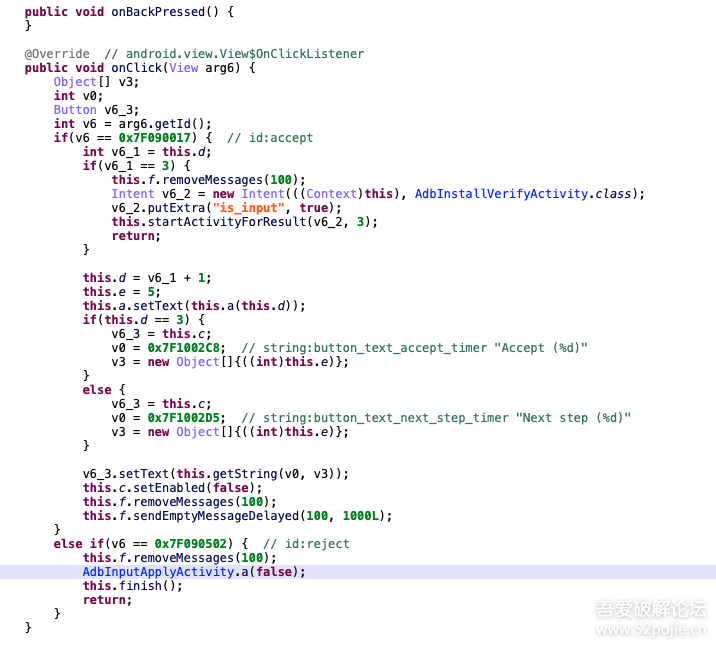 public void onBackPressed() {
}
@Override  // android.view.View$OnClickListener
public void onClick(View arg6) {
    Object[] v3;
    int v0;
    Button v6_3;
    int v6 = arg6.getId();
    if(v6 == 0x7F090017) {  // id:accept
        int v6_1 = this.d;
        if(v6_1 == 3) {
            this.f.removeMessages(100);
            Intent v6_2 = new Intent(((Context)this), AdbInstallVerifyActivity.class);
            v6_2.putExtra("is_input", true);
            this.startActivityForResult(v6_2, 3);
            return;
        }
        this.d = v6_1 + 1;
        this.e = 5;
        this.a.setText(this.a(this.d));
        if(this.d == 3) {
            v6_3 = this.c;
            v0 = 0x7F1002C8;  // string:button_text_accept_timer "Accept (%d)"
            v3 = new Object[]{((int)this.e)};
        }
        else {
            v6_3 = this.c;
            v0 = 0x7F1002D5;  // string:button_text_next_step_timer "Next step (%d)"
            v3 = new Object[]{((int)this.e)};
        }
        v6_3.setText(this.getString(v0, v3));
        this.c.setEnabled(false);
        this.f.removeMessages(100);
        this.f.sendEmptyMessageDelayed(100, 1000L);
    }
    else if(v6 == 0x7F090502) {  // id:reject
        this.f.removeMessages(100);
        AdbInputApplyActivity.a(false);
        this.finish();
        return;
    }
}
吾爱破解论坛
www.52pojie.cn